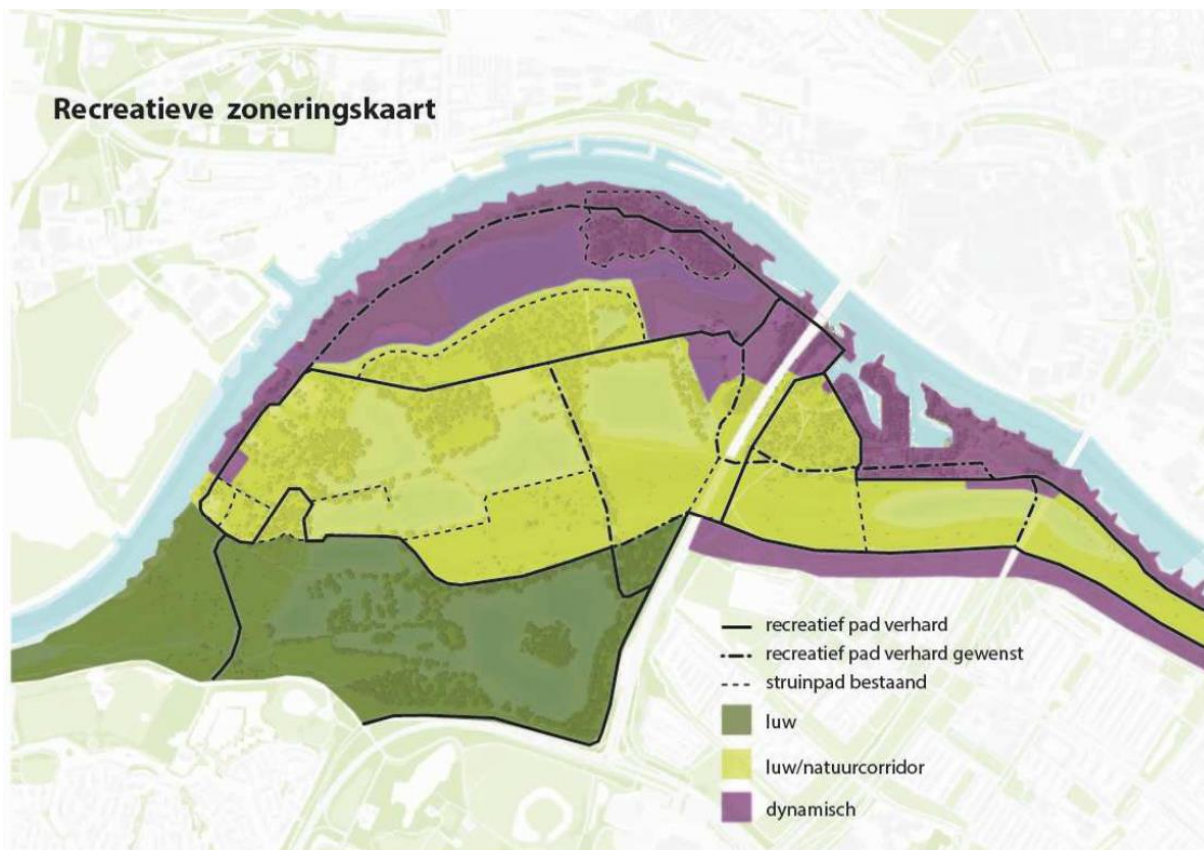 Recreatieve zoneringskaart
recreatief pad verhard
recreatief pad verhard gewenst
struinpad bestaand
luw
luw/natuurcorridor
dynamisch